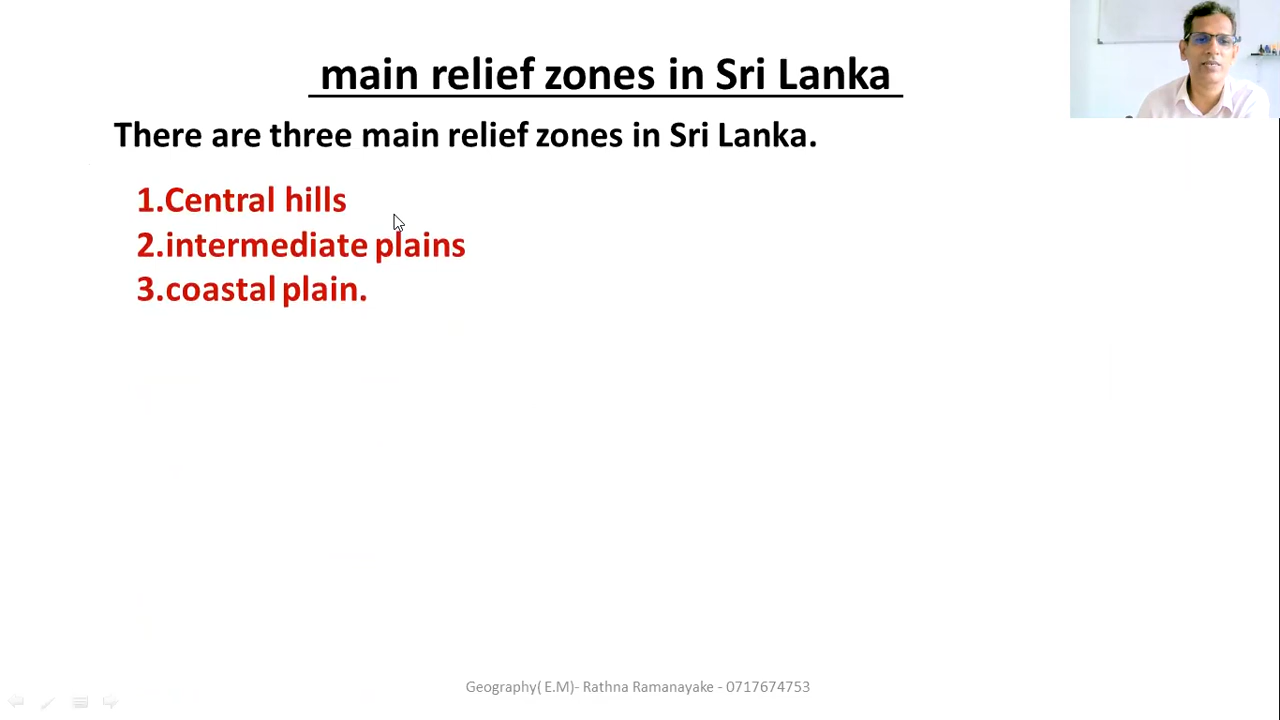 main relief zones in Sri Lanka
There are three main relief zones in Sri Lanka.
1.Central hills
2.intermediate plains
3.coastal plain.
Geography( E.M)- Rathna Ramanayake - 0717674753